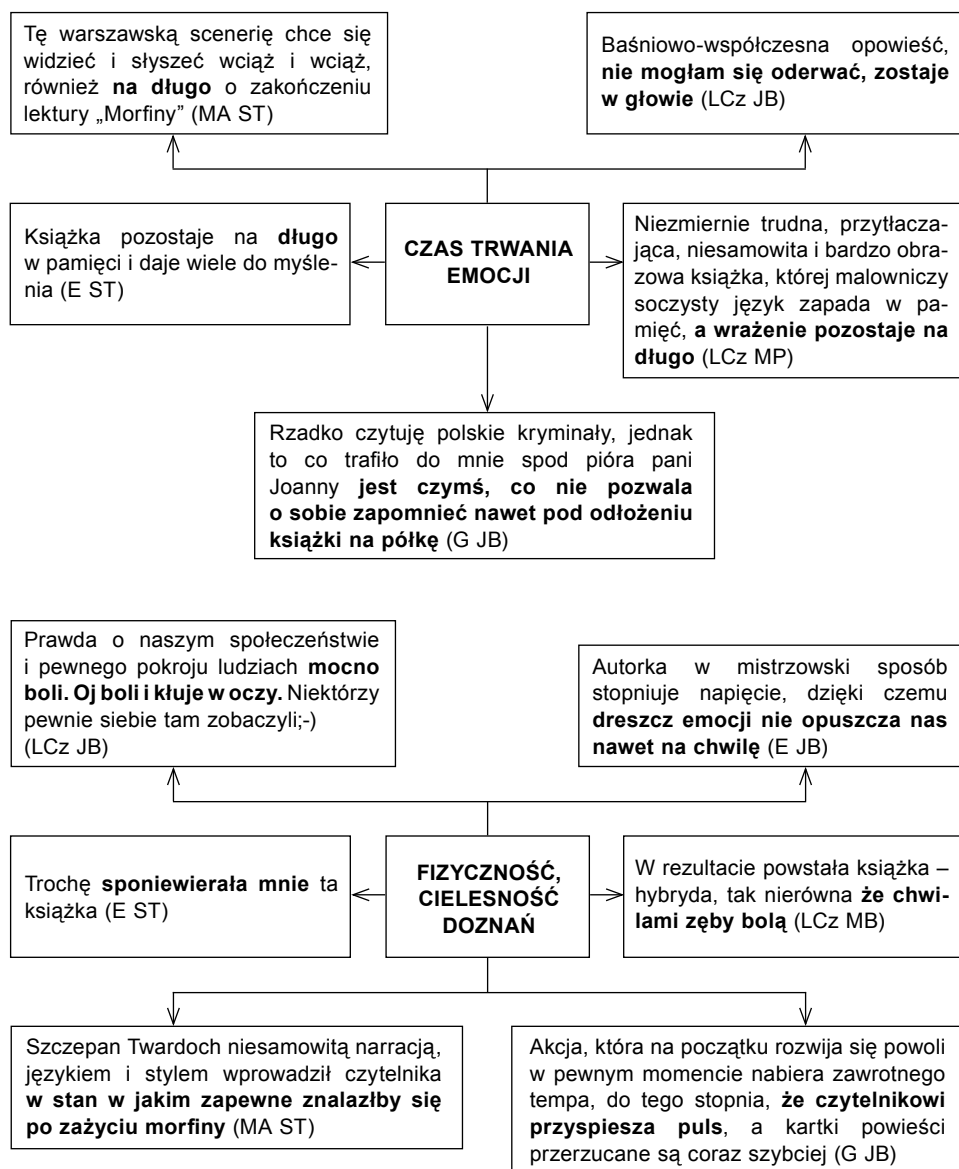 Tę warszawską scenerię chce się
widzieć i słyszeć wciąż i wciąż,
również na długo o zakończeniu
lektury „Morfiny” (MA ST)
Baśniowo-współczesna opowieść,
nie mogłam się oderwać, zostaje
w głowie (LCz JB)
Książka pozostaje na długo
w pamięci i daje wiele do myśle-
nia (E ST)
CZAS TRWANIA
EMOCJI
Niezmiernie trudna, przytłacza-
jąca, niesamowita i bardzo obra-
zowa książka, której malowniczy
soczysty język zapada w pa-
mięć, a wrażenie pozostaje na
długo (LCz MP)
Rzadko czytuję polskie kryminały, jednak
to co trafiło do mnie spod pióra pani
Joanny jest czymś, co nie pozwala
o sobie zapomnieć nawet pod odłożeniu
książki na półkę (G JB)
Prawda o naszym społeczeństwie
i pewnego pokroju ludziach mocno
boli. Oj boli i kłuje w oczy. Niektórzy
pewnie siebie tam zobaczyli;-)
(LCz JB)
Autorka w mistrzowski sposób
stopniuje napięcie, dzięki czemu
dreszcz emocji nie opuszcza nas
nawet na chwilę (E JB)
Trochę sponiewierała mnie ta
książka (E ST)
FIZYCZNOŚĆ,
CIELESNOŚĆ
DOZNAŃ
W rezultacie powstała książka –
hybryda, tak nierówna że chwi-
lami zęby bolą (LCz MB)
Szczepan Twardoch niesamowitą narracją,
językiem i stylem wprowadził czytelnika
w stan w jakim zapewne znalazłby się
po zażyciu morfiny (MA ST)
Akcja, która na początku rozwija się powoli
w pewnym momencie nabiera zawrotnego
tempa, do tego stopnia, że czytelnikowi
przyspiesza puls, a kartki powieści
przerzucane są coraz szybciej (G JB)